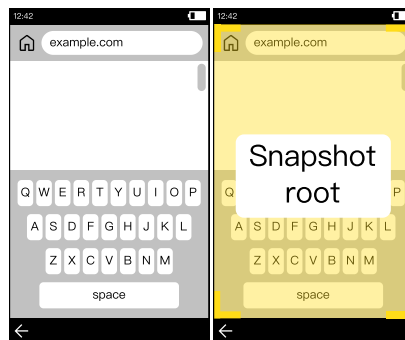 12:42
example.com
Q W E R T Y U I O P
A S D F G H J K L
Z X C V B N M
space
12:42
example.com
Snapshot
root
Q P
A S D F G H J K L
Z X C V B N M
space